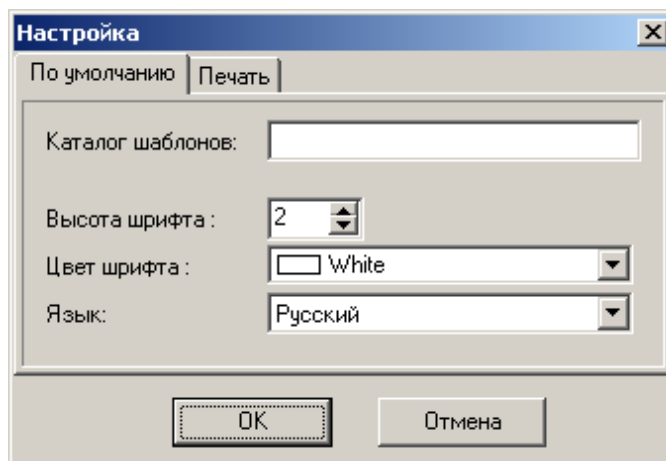 Настройка
По умолчанию Печать
Каталог шаблонов:
Высота шрифта : 2
Цвет шрифта : White
Язык: Русский
OK Отмена